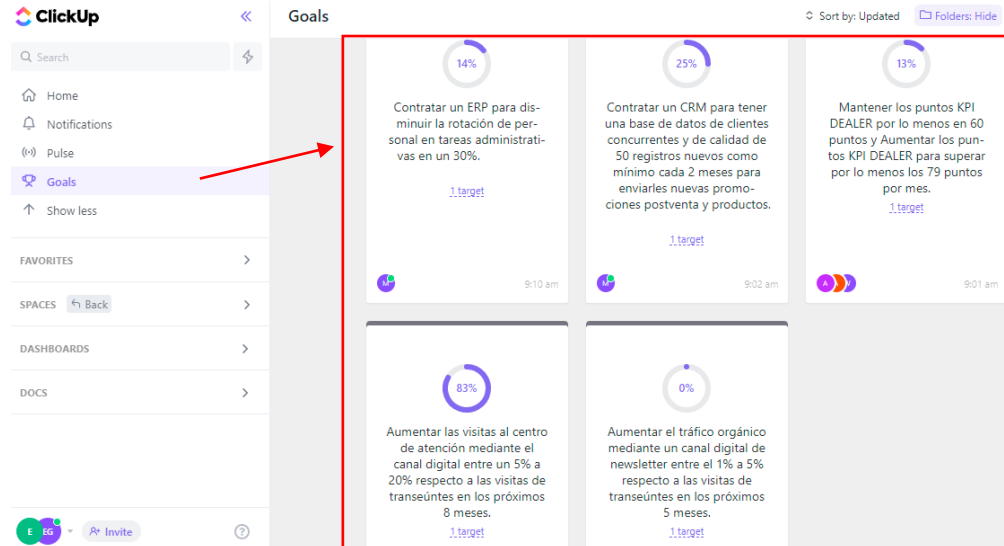 ClickUp
Goals
Sort by: Updated
Folders: Hide
Search
Home
Notifications
Pulse
Goals
Show less
FAVORITES
SPACES
Back
DASHBOARDS
DOCS
E
EG
Invite
?
14%
Contratar un ERP para dis-
minuir la rotación de per-
sonal en tareas administrati-
vas en un 30%.
1 target
M
9:10 am
25%
Contratar un CRM para tener
una base de datos de clientes
concurrentes y de calidad de
50 registros nuevos como
mínimo cada 2 meses para
enviarles nuevas promo-
ciones postventa y productos.
1 target
M
9:02 am
13%
Mantener los puntos KPI
DEALER por lo menos en 60
puntos y Aumentar los pun-
tos KPI DEALER para superar
por lo menos los 79 puntos
por mes.
1 target
A
9:01 am
83%
Aumentar las visitas al centro
de atención mediante el
canal digital entre un 5% a
20% respecto a las visitas de
transeúntes en los próximos
8 meses.
1 target
0%
Aumentar el tráfico orgánico
mediante un canal digital de
newsletter entre el 1% a 5%
respecto a las visitas de
transeúntes en los próximos
5 meses.
1 target